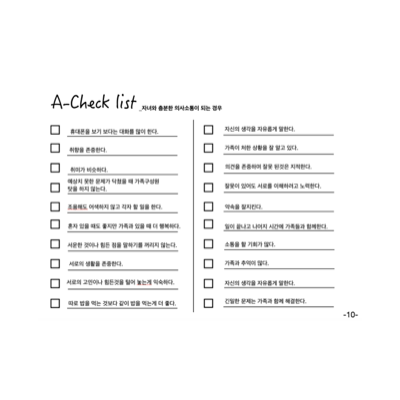 A-Check list _자녀와 충분한 의사소통이 되는 경우
휴대폰을 보기 보다는 대화를 많이 한다.
취향을 존중한다.
취미가 비슷하다.
예상치 못한 문제가 닥쳤을 때 가족구성원
탓을 하지 않는다.
조용해도 어색하지 않고 각자 할 일을 한다.
혼자 있을 때도 좋지만 가족과 있을 때 더 행복하다.
서운한 것이나 힘든 점을 말하기를 꺼리지 않는다.
서로의 생활을 존중한다.
서로의 고민이나 힘든것을 털어 놓는게 익숙하다.
따로 밥을 먹는 것보다 같이 밥을 먹는게 더 좋다.
자신의 생각을 자유롭게 말한다.
가족이 처한 상황을 잘 알고 있다.
의견을 존중하며 잘못 된것은 지적한다.
잘못이 있어도 서로를 이해하려고 노력한다.
약속을 잘지킨다.
일이 끝나고 나머지 시간에 가족들과 함께한다.
소통을 할 기회가 많다.
가족과 추억이 많다.
자신의 생각을 자유롭게 말한다.
긴밀한 문제는 가족과 함께 해결한다.
-10-